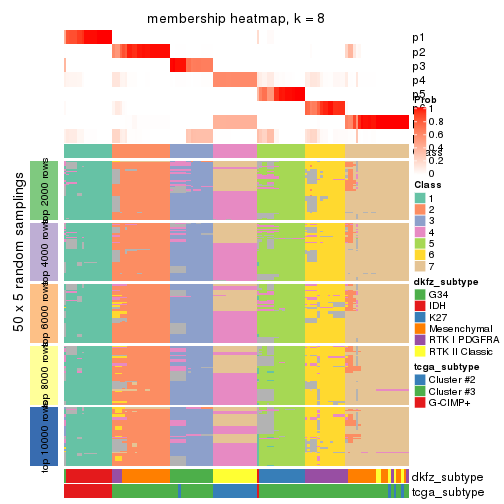 membership heatmap, k = 8
p1
p2
p3
p4
p5
p6
Prob
1
0.8
0.6
0.4
0.2
0
Class
1
2
3
4
5
6
7
dkfz_subtype
G34
IDH
K27
Mesenchymal
RTK I PDGFRA
RTK II Classic
tcga_subtype
Cluster #2
Cluster #3
G-CIMP+
50 x 5 random samplings
top 2000 rows
top 4000 rows
top 6000 rows
top 8000 rows
top 10000 rows
dkfz_subtype
tcga_subtype